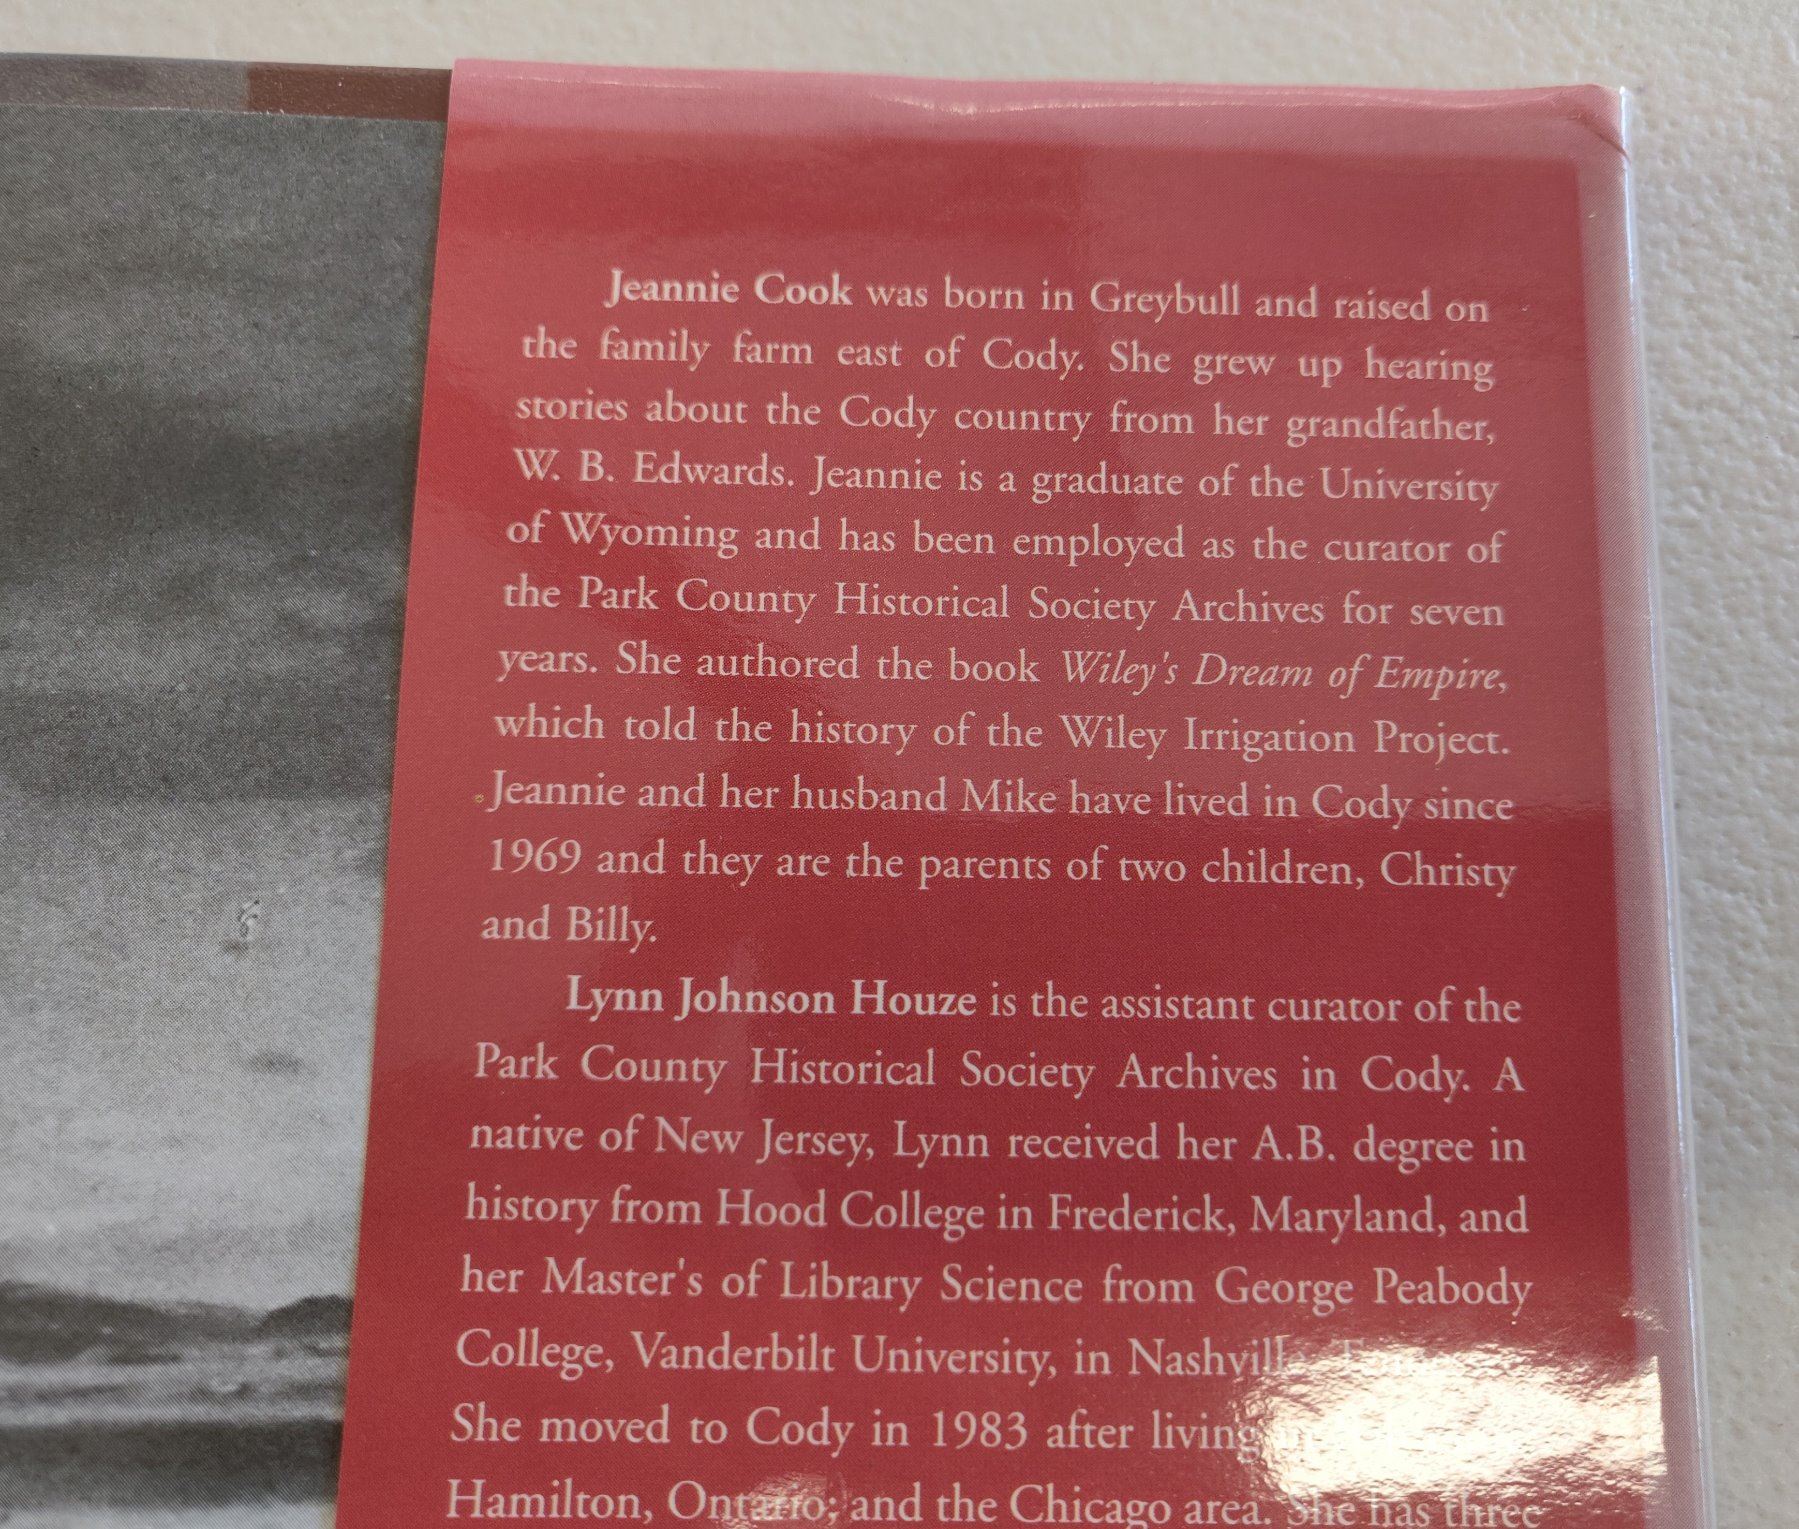 Jeannie Cook was born in Greybull and raised on
the family farm east of Cody. She grew up hearing
stories about the Cody country from her grandfather,
W. B. Edwards. Jeannie is a graduate of the University
of Wyoming and has been employed as the curator of
the Park County Historical Society Archives for seven
years. She authored the book Wiley's Dream of Empire,
which told the history of the Wiley Irrigation Project.
Jeannie and her husband Mike have lived in Cody since
1969 and they are the parents of two children, Christy
and Billy.
Lynn Johnson Houze is the assistant curator of the
Park County Historical Society Archives in Cody. A
native of New Jersey, Lynn received her A.B. degree in
history from Hood College in Frederick, Maryland, and
her Master's of Library Science from George Peabody
College, Vanderbilt University, in Nashville,
She moved to Cody in 1983 after living
Hamilton, Ontario; and the Chicago area. She has three